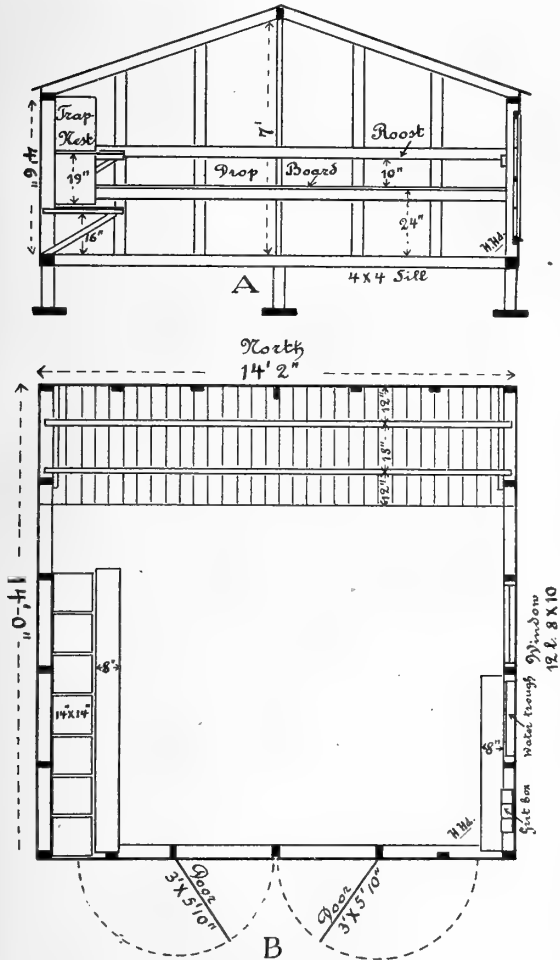 Trap
Nest
7'
Roost
4' 6"
19"
Drop Board
10"
16"
24"
H.Hd.
A
4 X 4 Sill
North
14' 2"
12"
18"
12"
14' 0"
8"
14"X14"
Window
12 l. 8 X 10
Water trough
8"
Grit box
H.Hd.
Door
3' X 5' 10"
Door
3' X 5' 10"
B